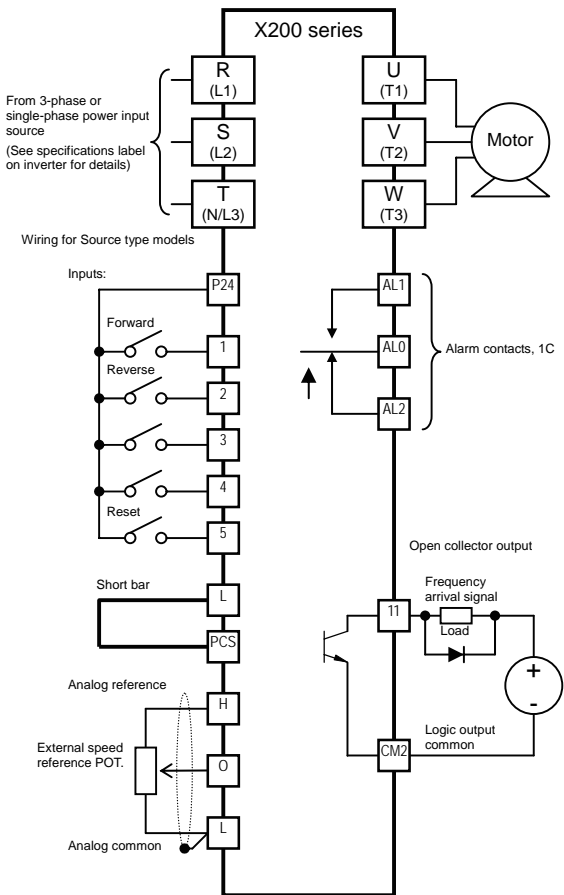 X200 series
R
(L1)
U
(T1)
From 3-phase or
single-phase power input
source
(See specifications label
on inverter for details)
S
(L2)
V
(T2)
Motor
T
(N/L3)
W
(T3)
Wiring for Source type models
Inputs:
P24
AL1
Forward
1
AL0
Alarm contacts, 1C
Reverse
2
AL2
3
4
Reset
5
Open collector output
Short bar
L
11
Frequency
arrival signal
Load
PCS
+
-
Analog reference
H
External speed
reference POT.
O
Logic output
common
CM2
L
Analog common